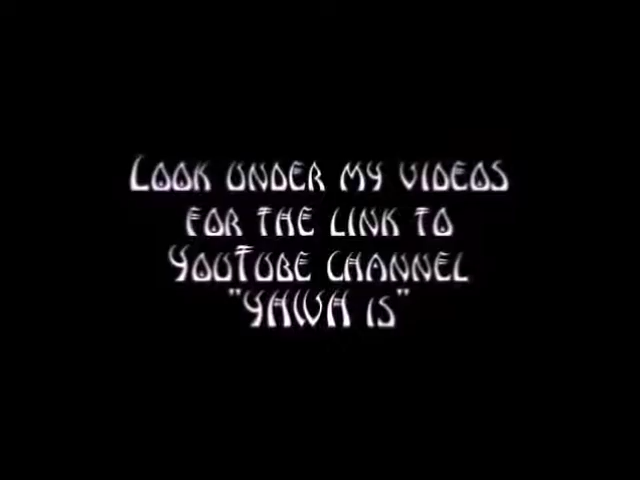 Look under my videos
for the link to
YouTube channel
"YHWH is"